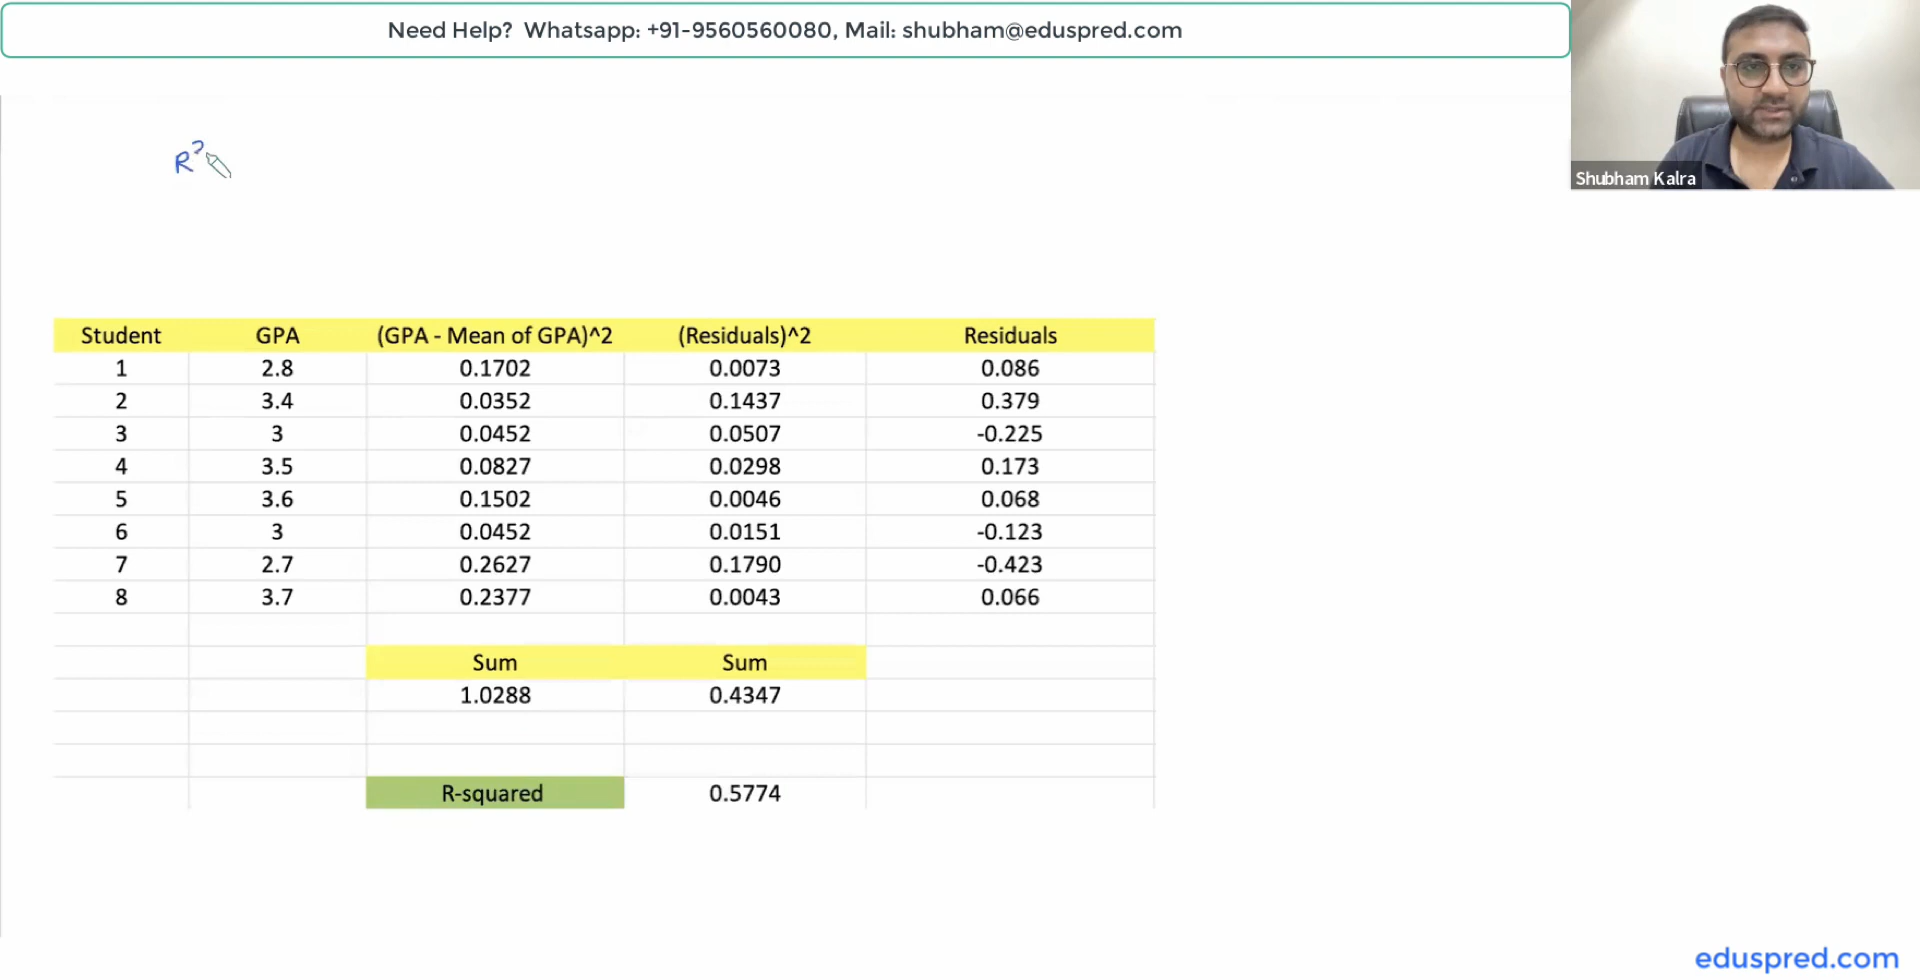 Need Help? Whatsapp: +91-9560560080, Mail: shubham@eduspred.com
Shubham Kalra
R²
Student GPA (GPA - Mean of GPA)^2 (Residuals)^2 Residuals
1 2.8 0.1702 0.0073 0.086
2 3.4 0.0352 0.1437 0.379
3 3 0.0452 0.0507 -0.225
4 3.5 0.0827 0.0298 0.173
5 3.6 0.1502 0.0046 0.068
6 3 0.0452 0.0151 -0.123
7 2.7 0.2627 0.1790 -0.423
8 3.7 0.2377 0.0043 0.066
Sum Sum
1.0288 0.4347
R-squared 0.5774
eduspred.com